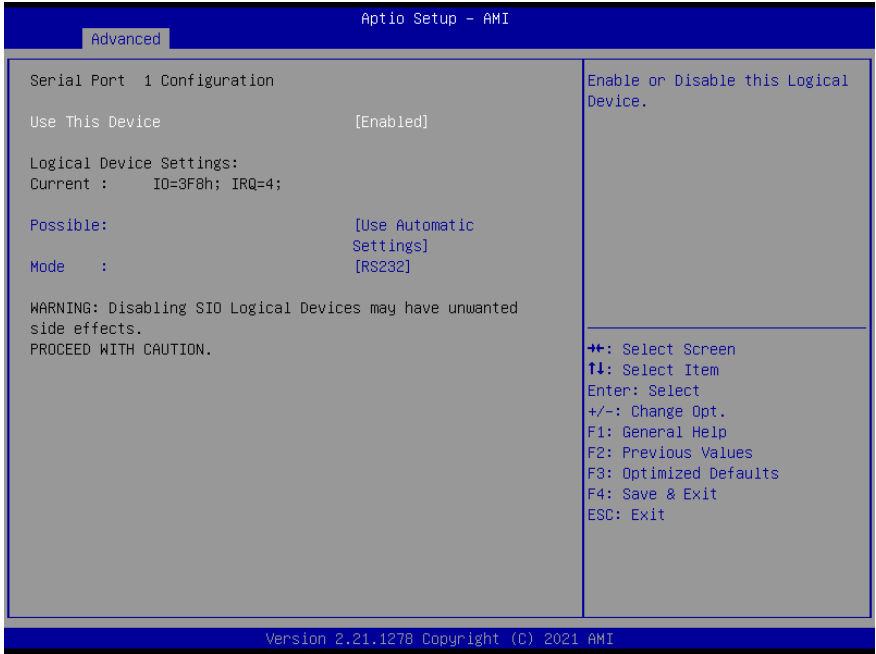 Aptio Setup – AMI
Advanced
Serial Port 1 Configuration
Use This Device [Enabled]
Logical Device Settings:
Current : IO=3F8h; IRQ=4;
Possible: [Use Automatic
Settings]
Mode : [RS232]
WARNING: Disabling SIO Logical Devices may have unwanted
side effects.
PROCEED WITH CAUTION.
Enable or Disable this Logical
Device.
→←: Select Screen
↑↓: Select Item
Enter: Select
+/-: Change Opt.
F1: General Help
F2: Previous Values
F3: Optimized Defaults
F4: Save & Exit
ESC: Exit
Version 2.21.1278 Copyright (C) 2021 AMI